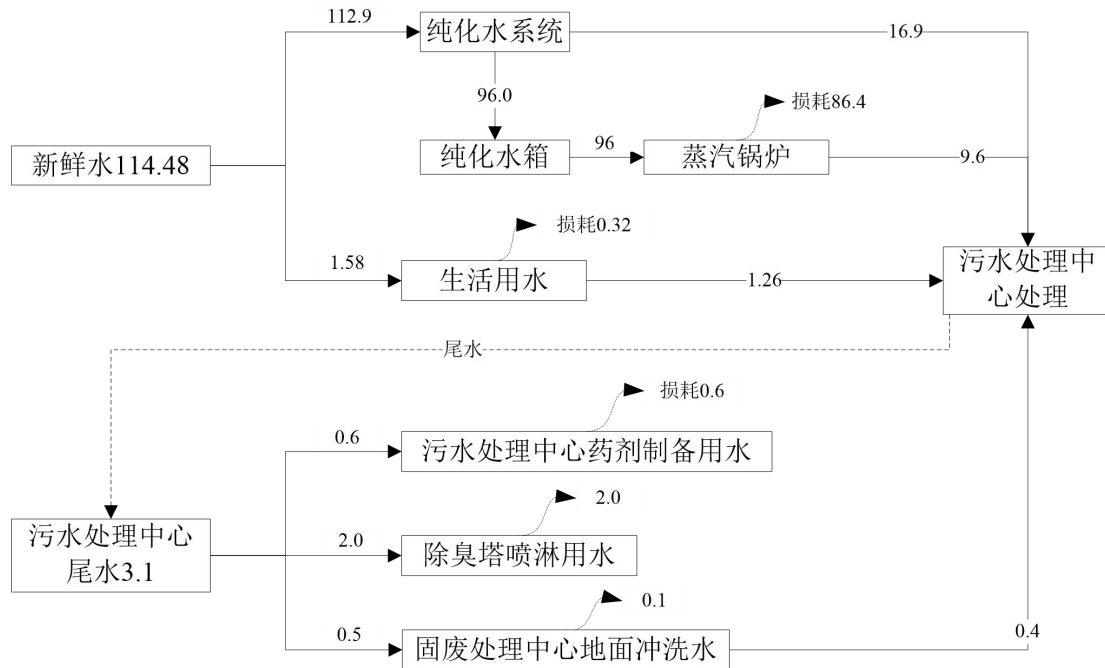 112.9
纯化水系统
16.9
96.0
损耗86.4
新鲜水114.48
纯化水箱
96
蒸汽锅炉
9.6
损耗0.32
1.58
生活用水
1.26
污水处理中
心处理
尾水
损耗0.6
0.6
污水处理中心药剂制备用水
2.0
污水处理中心
尾水3.1
2.0
除臭塔喷淋用水
0.1
0.5
固废处理中心地面冲洗水
0.4